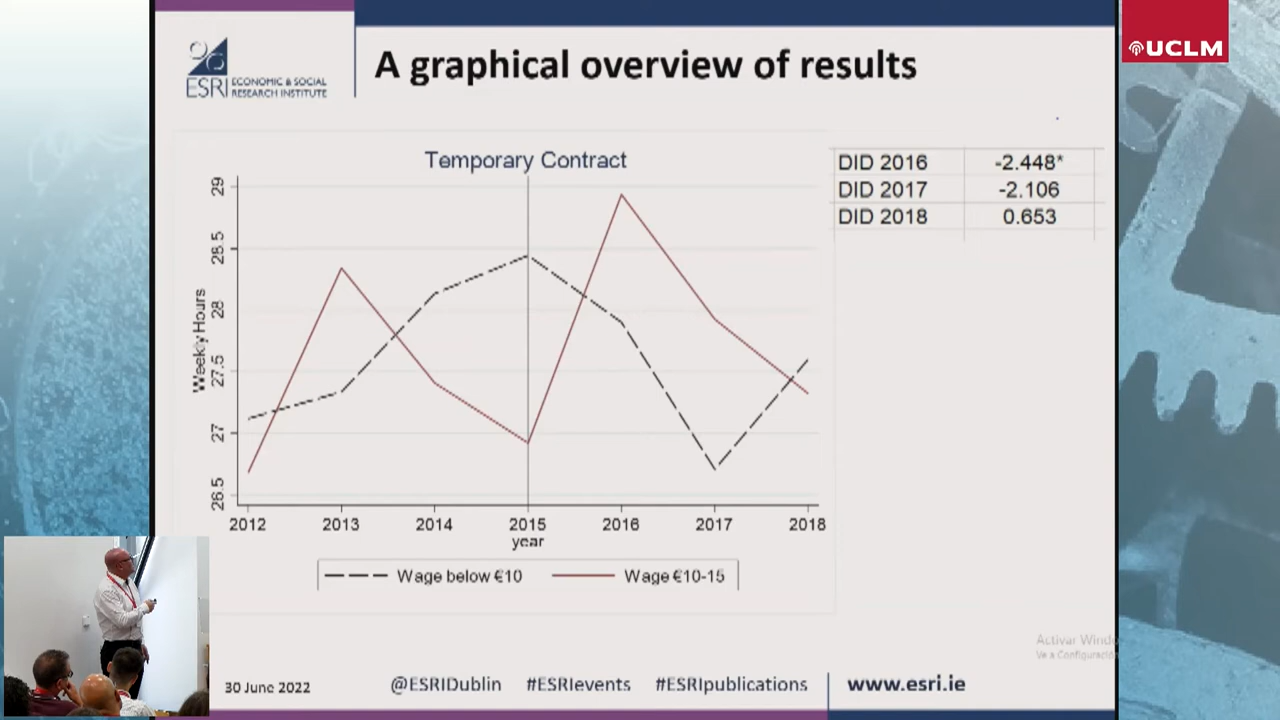 ESRI
ECONOMIC & SOCIAL
RESEARCH INSTITUTE
A graphical overview of results
UCLM
Temporary Contract
DID 2016 -2.448*
DID 2017 -2.106
DID 2018 0.653
Weekly Hours
29
28.5
28
27.5
27
26.5
2012 2013 2014 2015 2016 2017 2018
year
Wage below €10 Wage €10-15
Activar Windo
Ve a Configuración
30 June 2022
@ESRIDublin #ESRIevents #ESRIpublications
www.esri.ie